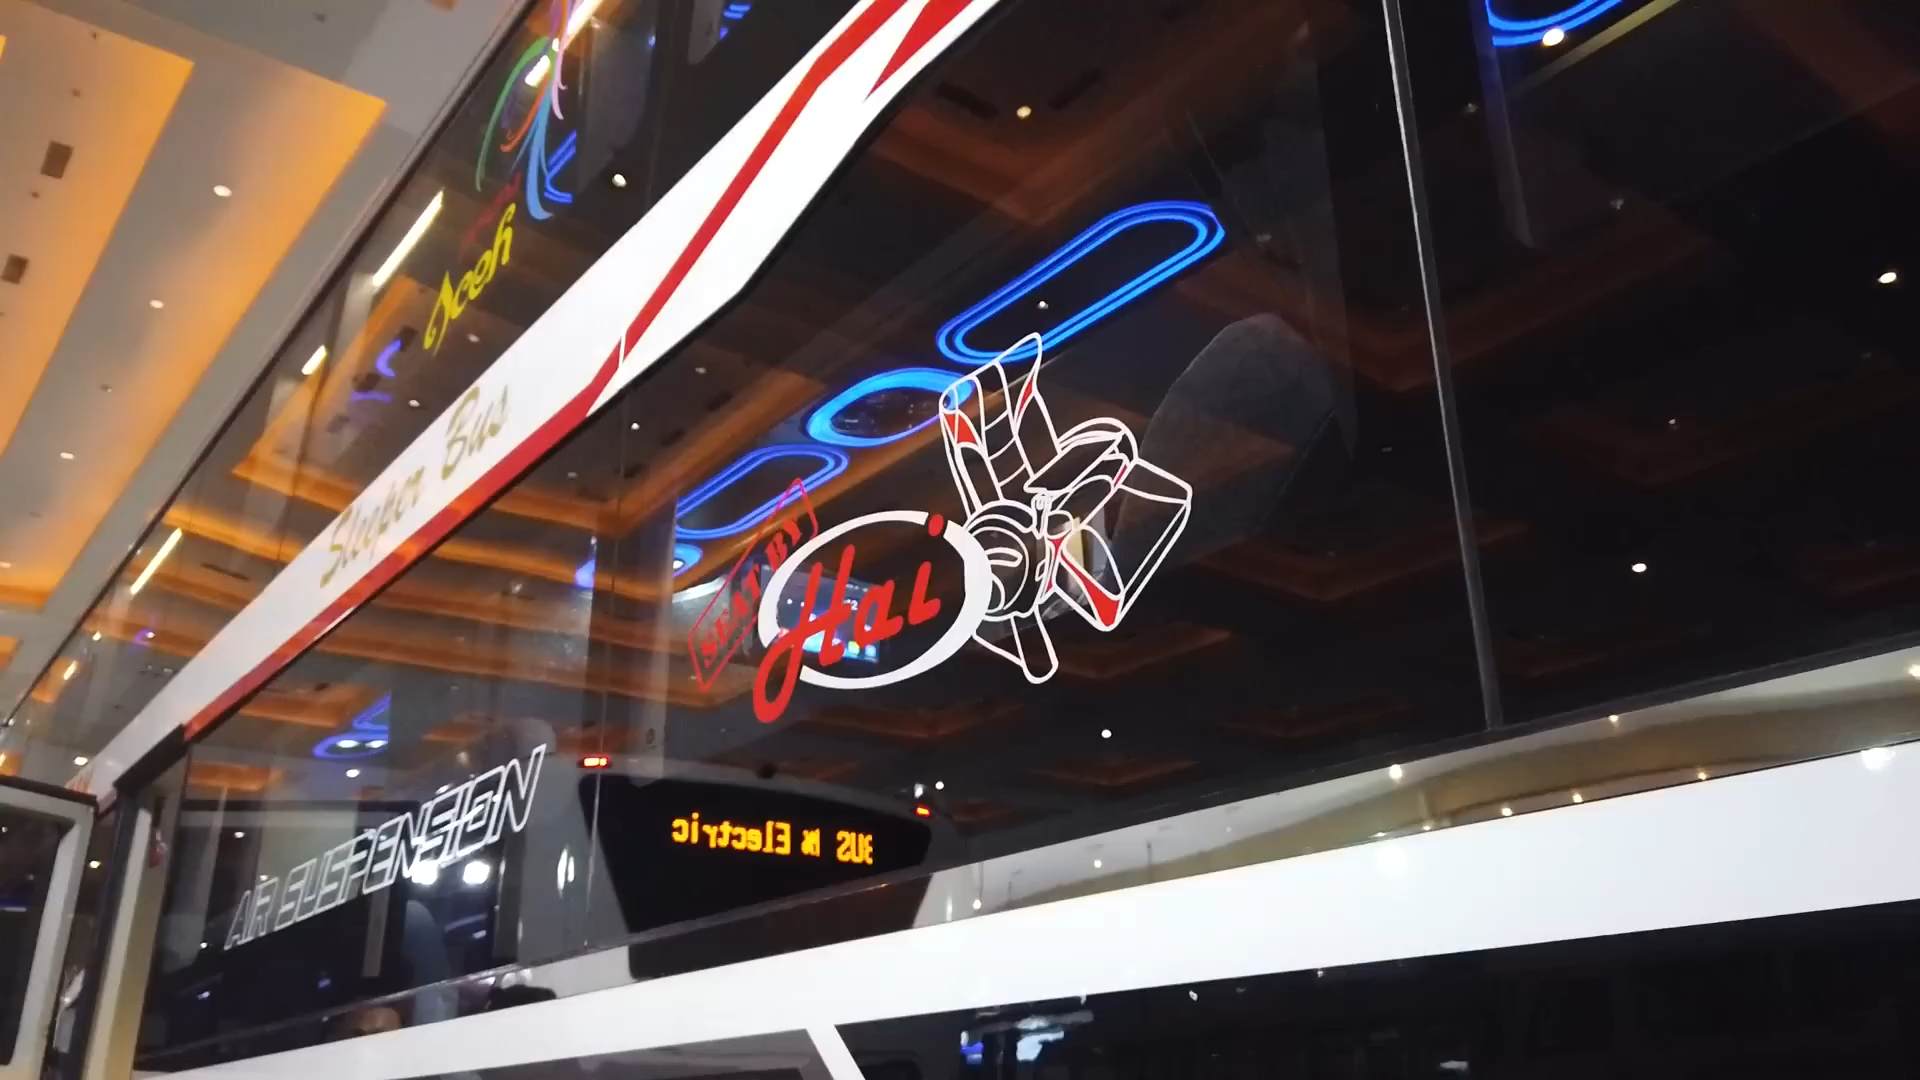 Aceh
Sleeper Bus
SEAT BY
Hai
AIR SUSPENSION
BUS
Electric